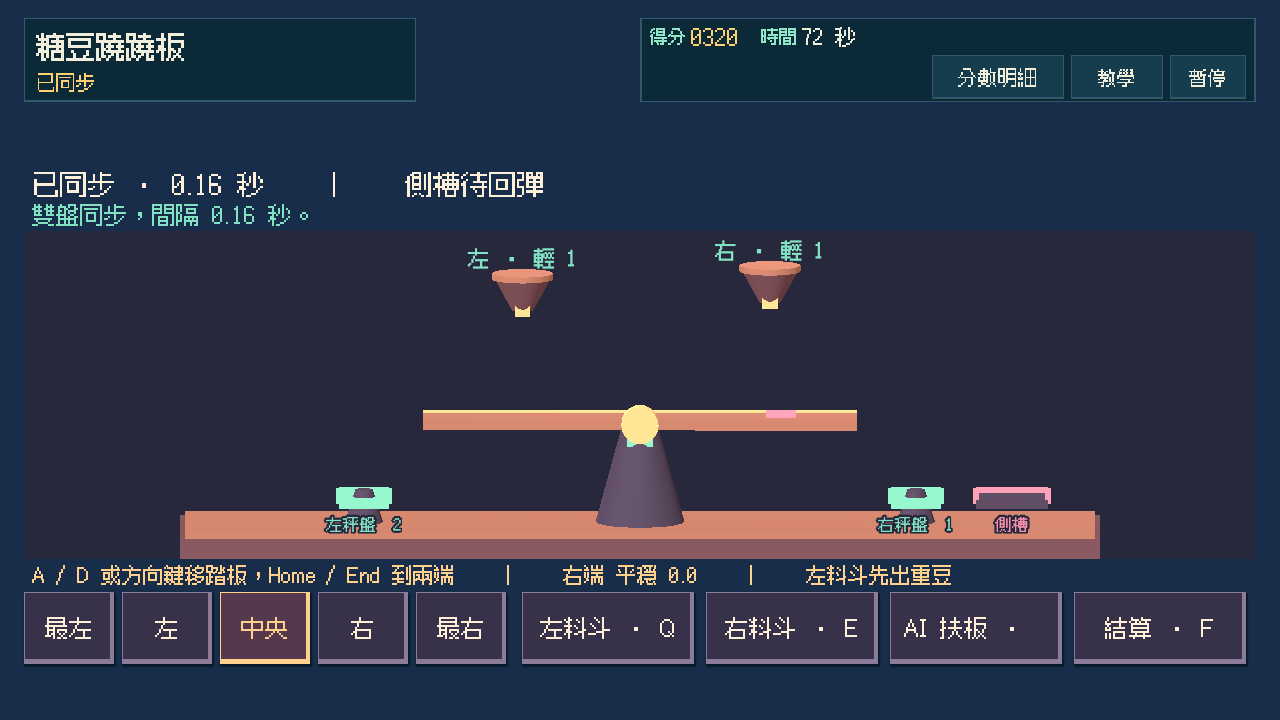 糖豆蹺蹺板
已同步
得分 0320 時間 72 秒
分數明細 教學 暫停
已同步 · 0.16 秒 | 側槽待回彈
雙盤同步，間隔 0.16 秒。
左 · 輕 1
右 · 輕 1
左秤盤 2
右秤盤 1
側槽
A / D 或方向鍵移踏板，Home / End 到兩端 | 右端 平穩 0.0 | 左料斗先出重豆
最左 左 中央 右 最右 左料斗 · Q 右料斗 · E AI 扶板 · 結算 · F